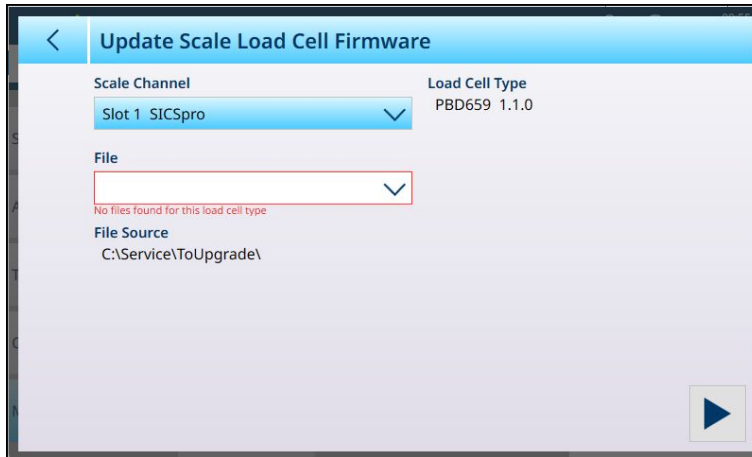 Update Scale Load Cell Firmware
Scale Channel
Slot 1 SICSpro
Load Cell Type
PBD659 1.1.0
File
No files found for this load cell type
File Source
C:\Service\ToUpgrade\